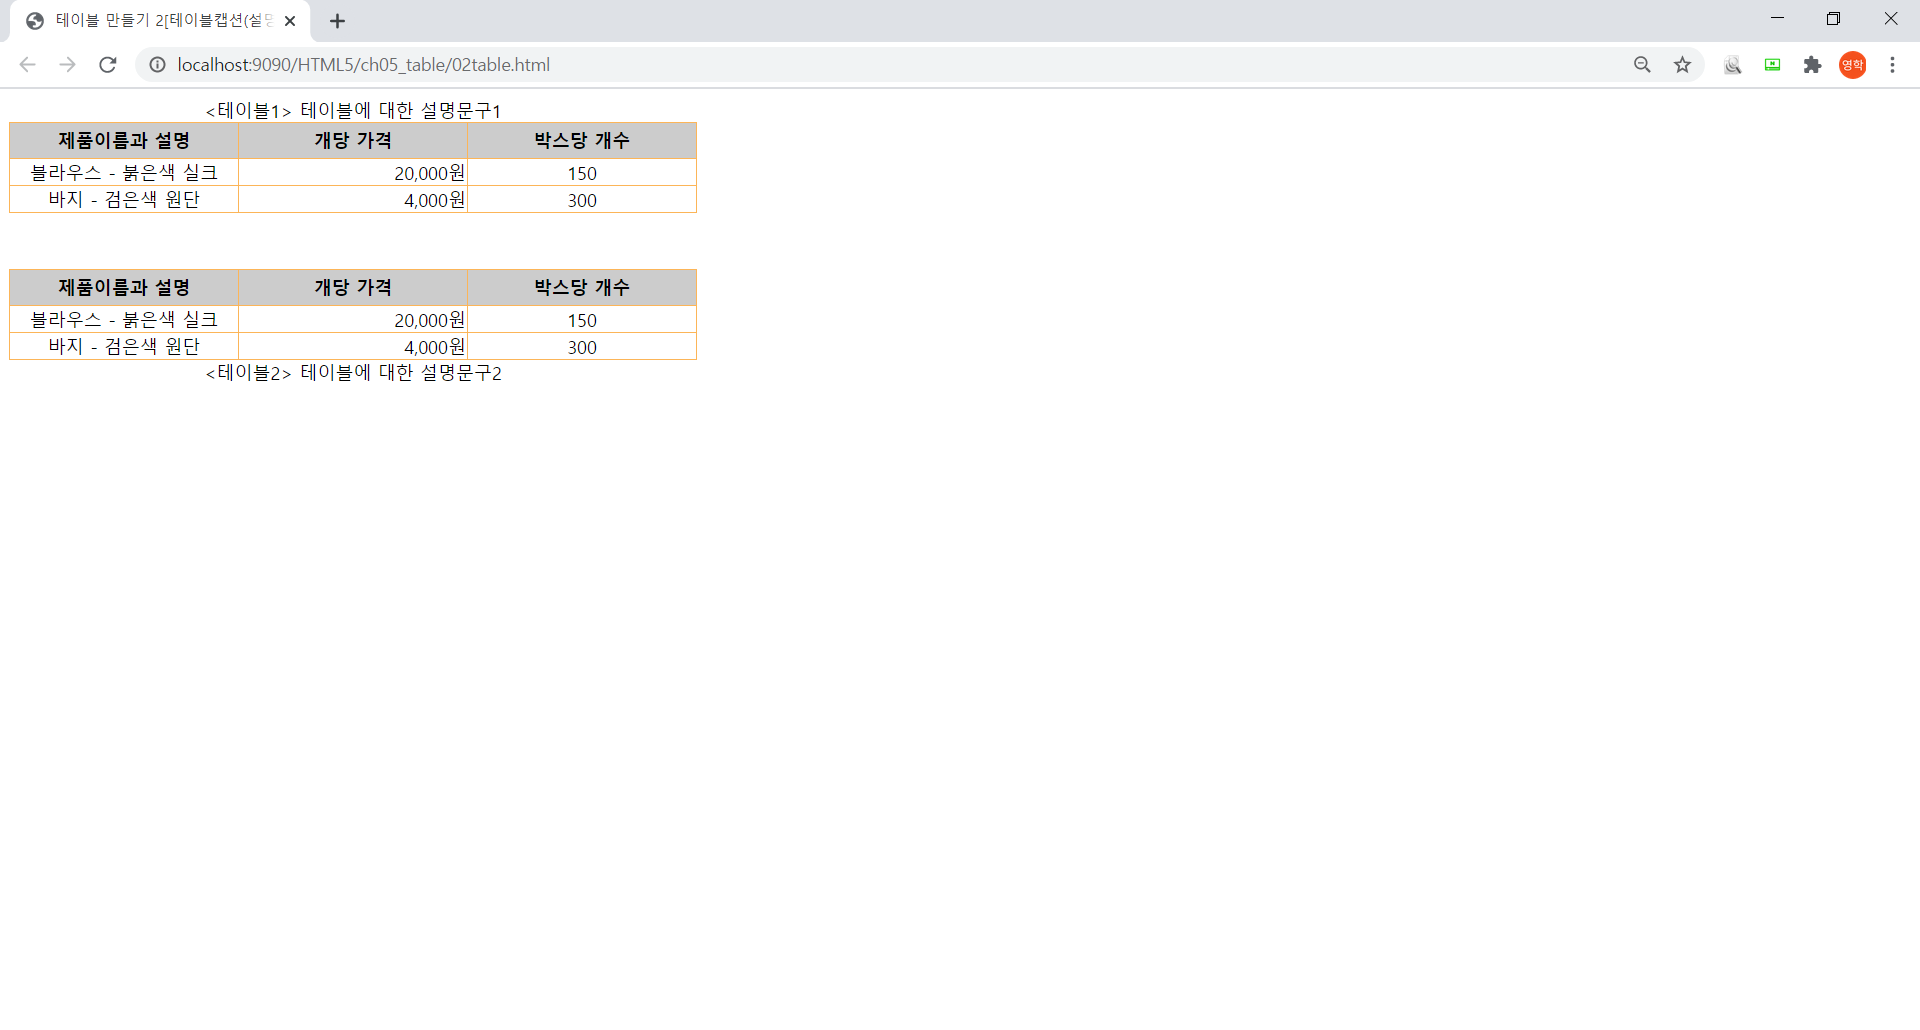 테이블 만들기 2[테이블캡션(설명
localhost:9090/HTML5/ch05_table/02table.html
영학
<테이블1> 테이블에 대한 설명문구1
제품이름과 설명 개당 가격 박스당 개수
블라우스 - 붉은색 실크 20,000원 150
바지 - 검은색 원단 4,000원 300
제품이름과 설명 개당 가격 박스당 개수
블라우스 - 붉은색 실크 20,000원 150
바지 - 검은색 원단 4,000원 300
<테이블2> 테이블에 대한 설명문구2